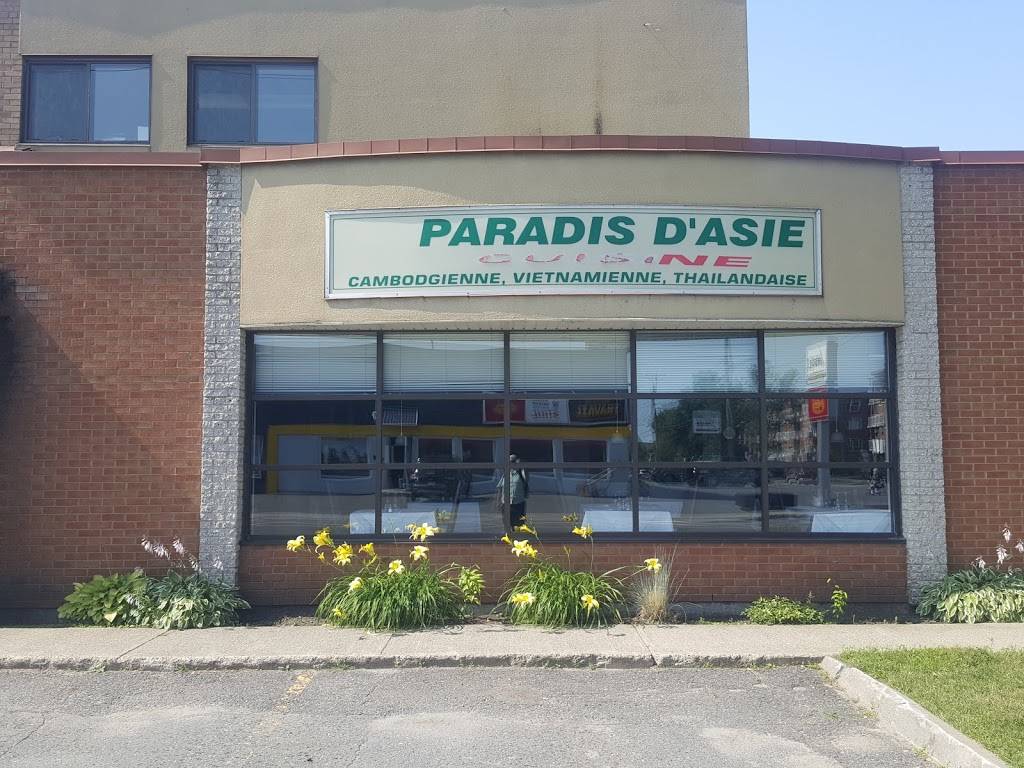 PARADIS D'ASIE
CUISINE
CAMBODGIENNE, VIETNAMIENNE, THAILANDAISE